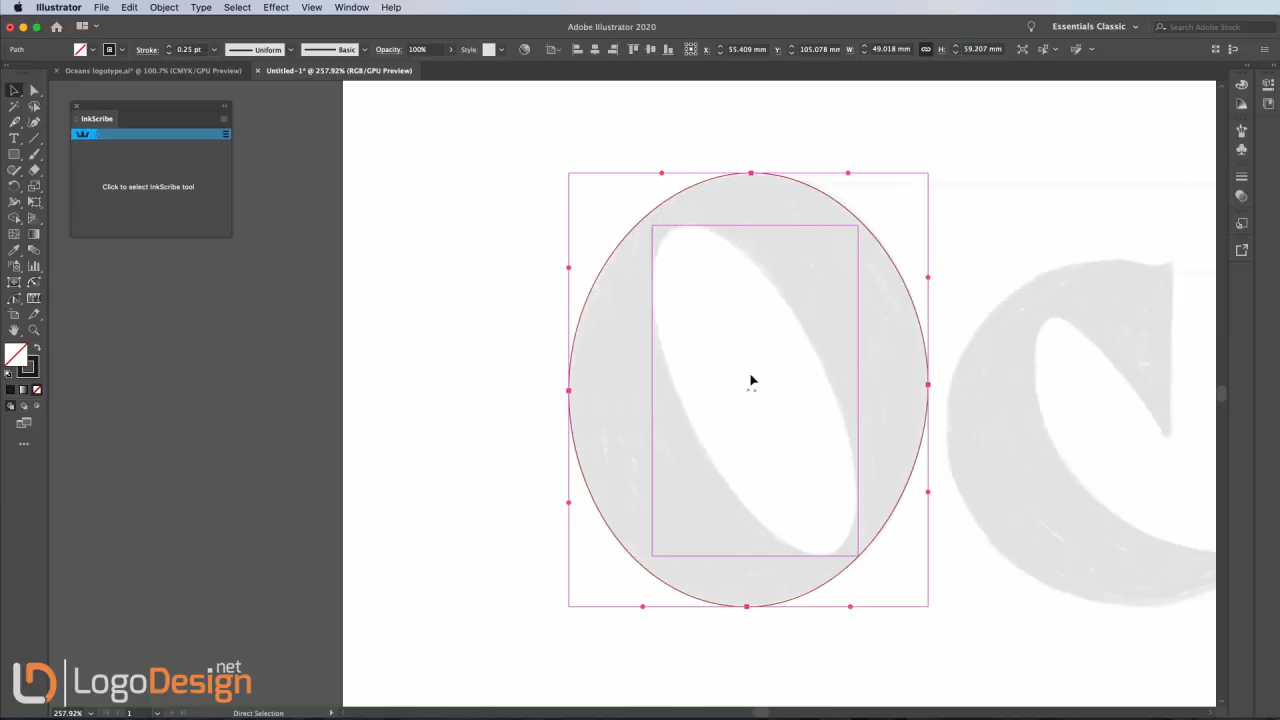 Illustrator File Edit Object Type Select Effect View Window Help
Adobe Illustrator 2020
Essentials Classic
Search Adobe Stock
Path
Stroke: 0.25 pt
Uniform
Basic
Opacity: 100%
Style:
X: 55.409 mm
Y: 105.078 mm
W: 49.018 mm
H: 59.207 mm
× Oceans logotype.ai* @ 100.7% (CMYK/GPU Preview)
× Untitled-1* @ 257.92% (RGB/GPU Preview)
InkScribe
Click to select InkScribe tool
Oc
LD LogoDesign.net
257.92%
1
Direct Selection